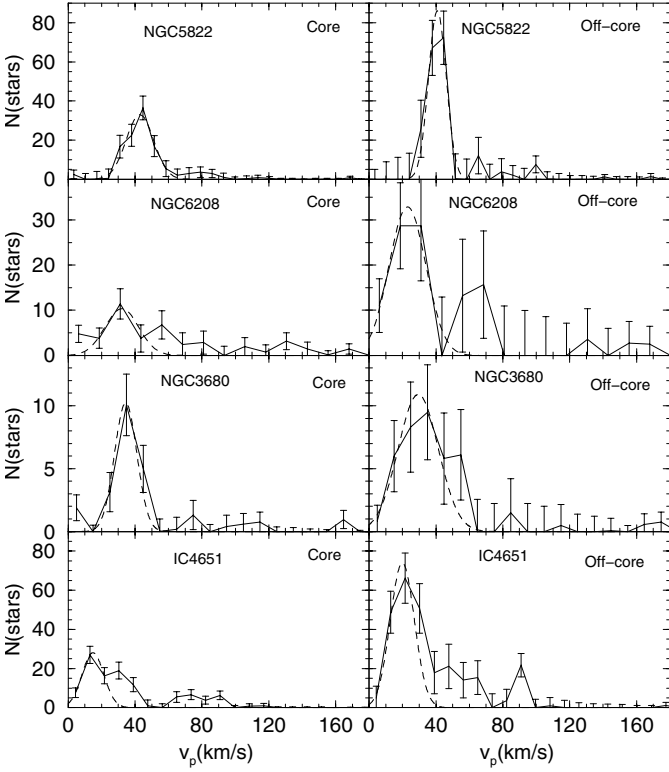 NGC5822 Core
NGC5822 Off-core
N(stars)
80
60
40
20
0
NGC6208 Core
NGC6208 Off-core
N(stars)
30
20
10
0
NGC3680 Core
NGC3680 Off-core
N(stars)
10
5
0
IC4651 Core
IC4651 Off-core
N(stars)
80
60
40
20
0
0 40 80 120 160 0 40 80 120 160
v_p(km/s) v_p(km/s)